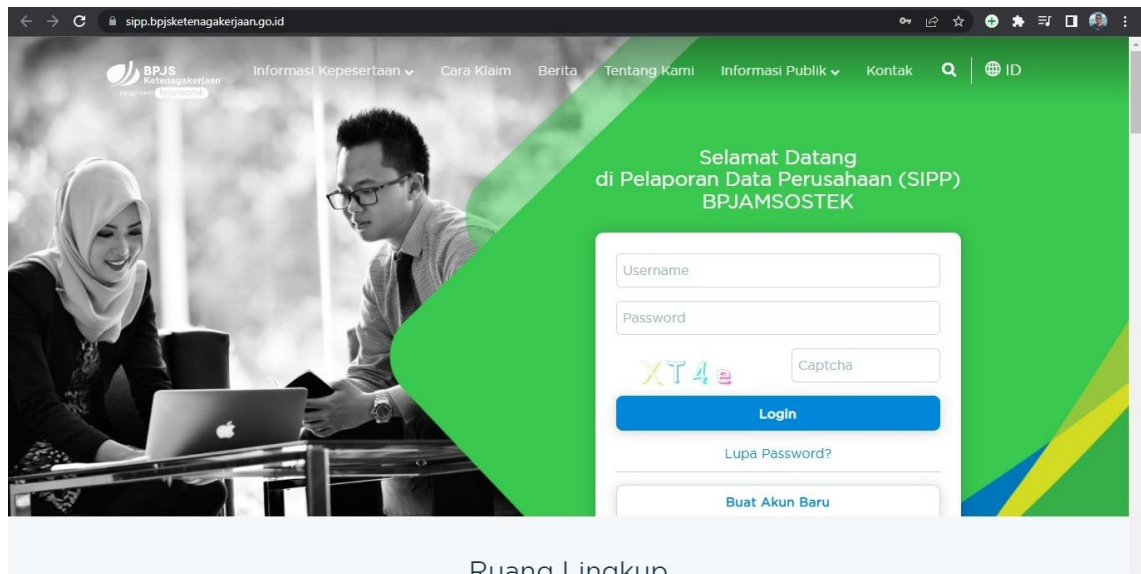 sipp.bpjsketenagakerjaan.go.id
BPJS
Ketenagakerjaan
Informasi Kepesertaan
Cara Klaim
Berita
Tentang Kami
Informasi Publik
Kontak
ID
Selamat Datang
di Pelaporan Data Perusahaan (SIPP)
BPJAMSOSTEK
Username
Password
XT4e
Captcha
Login
Lupa Password?
Buat Akun Baru
Ruang Lingkup